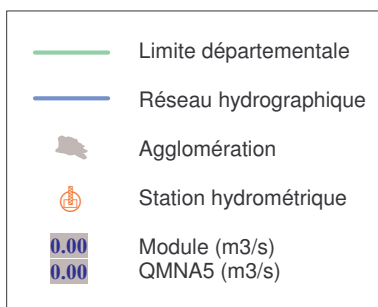 Limite départementale
Réseau hydrographique
Agglomération
Station hydrométrique
0.00 Module (m3/s)
0.00 QMNA5 (m3/s)